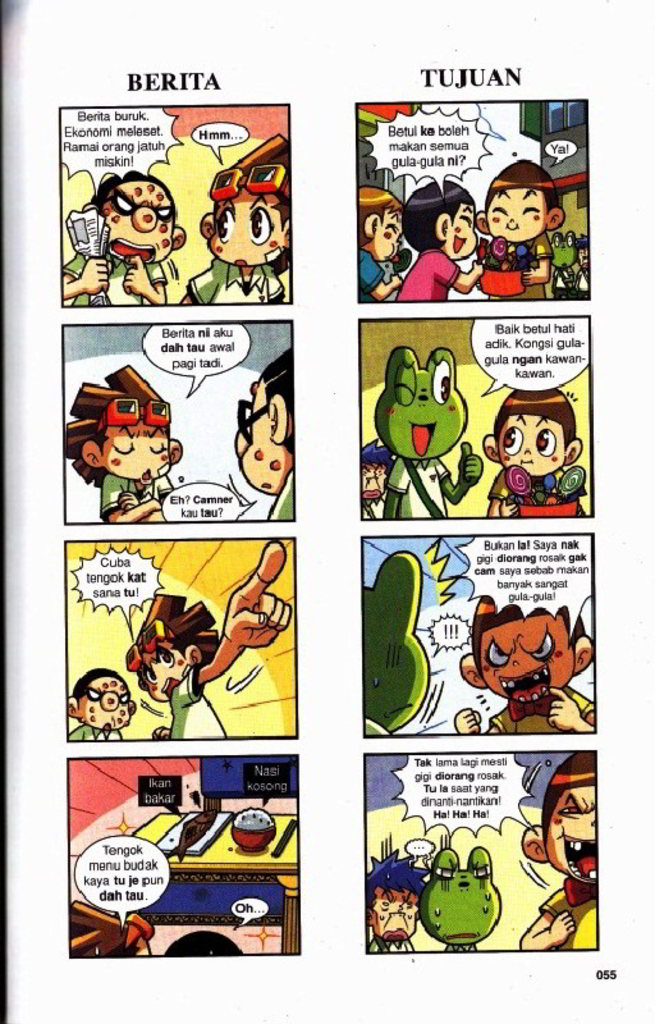 BERITA
Berita buruk.
Ekonomi meleset.
Ramai orang jatuh
miskin!
Hmm...
Berita nii aku
dah tau awal
pagi tadi.
Eh? Camner
kau tau?
Cuba
tengok kat
sana tu!
Ikan
bakar
Nasi
kosong
Tengok
menu budak
kaya tu je pun
dah tau.
Oh...
TUJUAN
Betul ke boleh
makan semua
gula-gula ni?
Ya!
Baik betul hati
adik. Kongsi gula-
gula ngan kawan-
kawan.
Bukan la! Saya nak
gigi diorang rosak gak
cam saya sebab makan
banyak sangat
gula-gula!
!!!
Tak lama lagi mesti
gigi diorang rosak.
Tu la saat yang
dinanti-nantikan!
Ha! Ha! Ha!
...
055